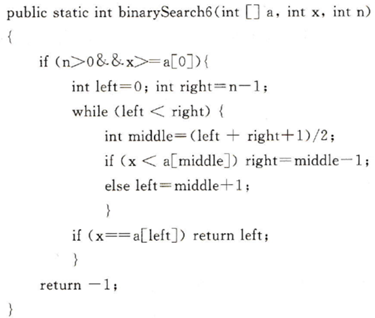 public static int binarySearch6(int [] a, int x, int n)
{
if (n>0&&x>=a[0]){
int left=0; int right=n-1;
while (left < right) {
int middle=(left + right+1)/2;
if (x < a[middle]) right=middle-1;
else left=middle+1;
}
if (x==a[left]) return left;
}
return -1;
}